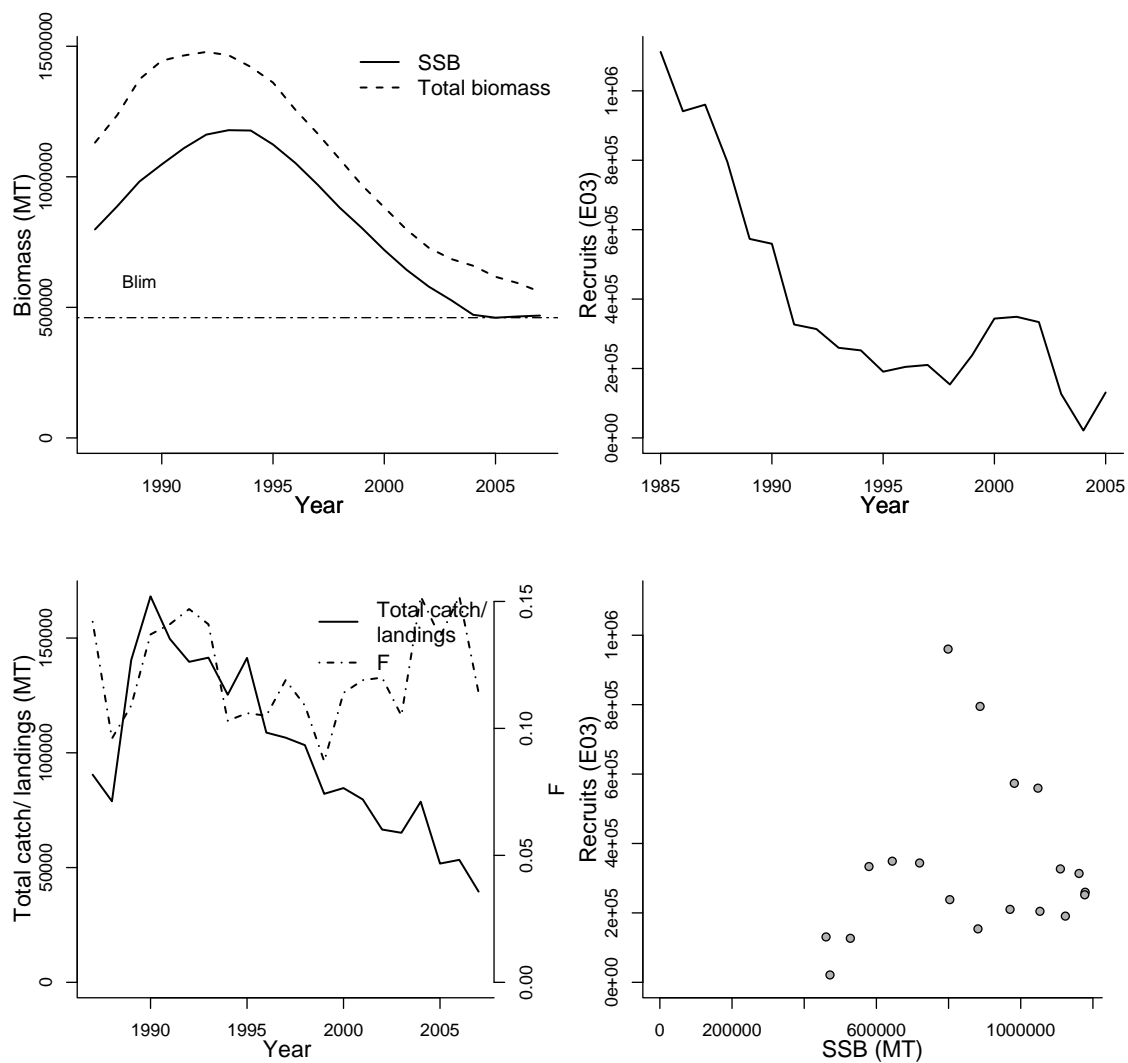 SSB
Total biomass
Blim
Biomass (MT)
0
500000
1000000
1500000
1990
1995
2000
2005
Year
Recruits (E03)
0e+00
2e+05
4e+05
6e+05
8e+05
1e+06
1985
1990
1995
2000
2005
Year
Total catch/
landings
F
Total catch/ landings (MT)
0
50000
100000
150000
F
0.00
0.05
0.10
0.15
1990
1995
2000
2005
Year
Recruits (E03)
0e+00
2e+05
4e+05
6e+05
8e+05
1e+06
0
200000
600000
1000000
SSB (MT)